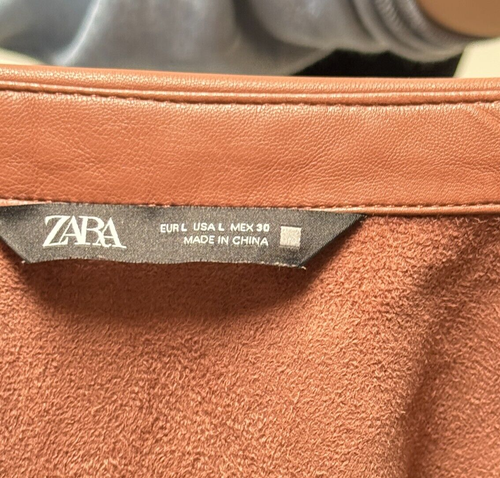 ZARA
EUR L USA L MEX 30
MADE IN CHINA